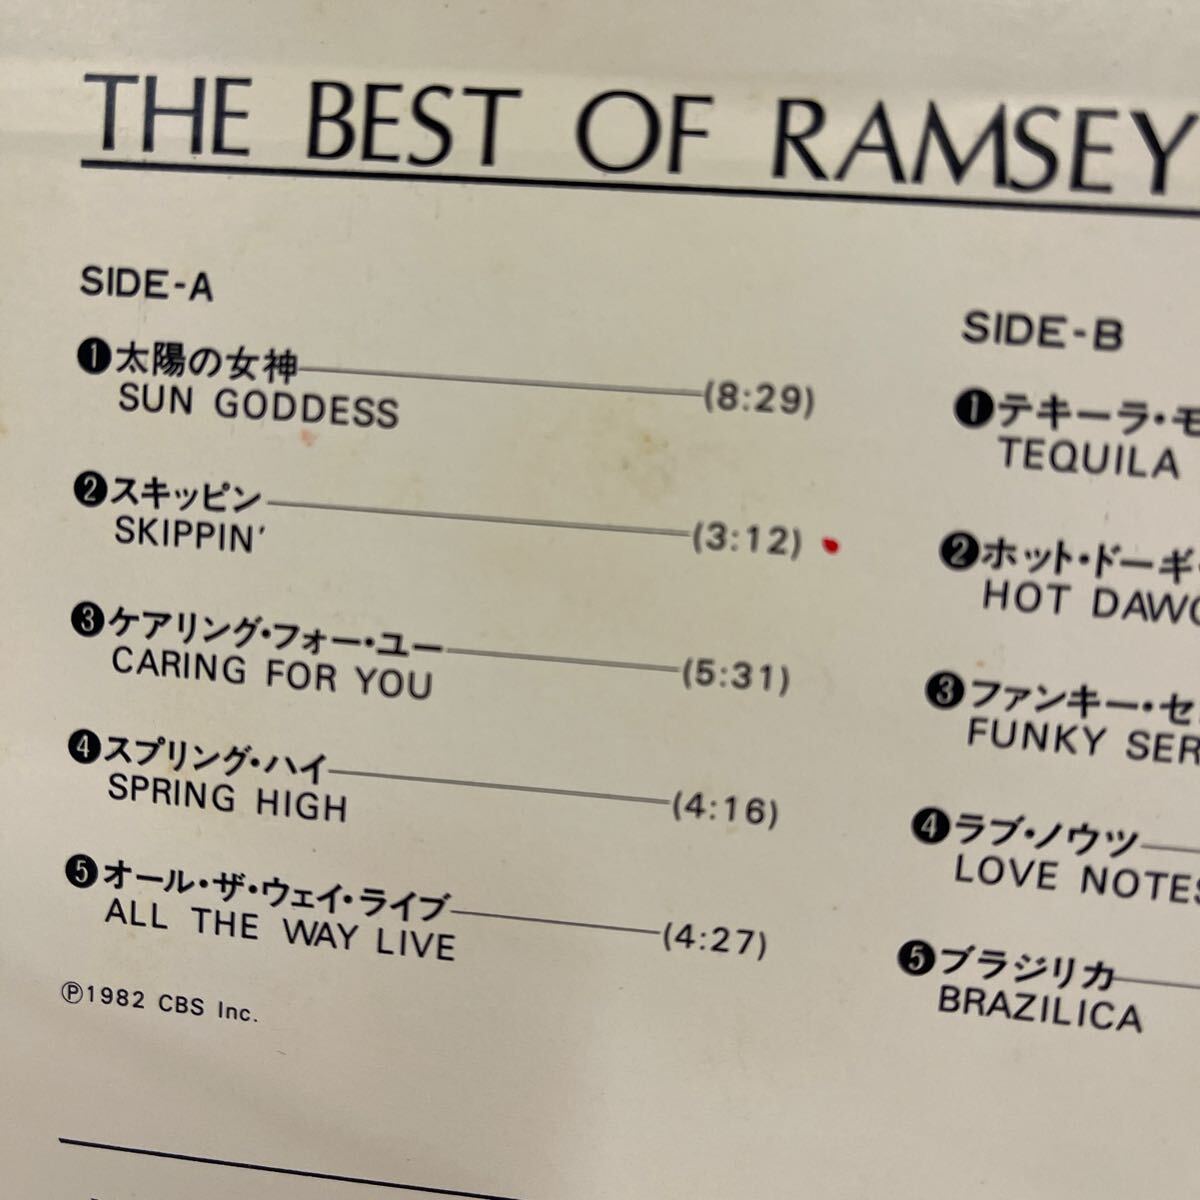 THE BEST OF RAMSEY
SIDE-A
❶太陽の女神 (8:29)
SUN GODDESS
❷スキッピン (3:12)
SKIPPIN'
❸ケアリング・フォー・ユー (5:31)
CARING FOR YOU
❹スプリング・ハイ (4:16)
SPRING HIGH
❺オール・ザ・ウェイ・ライブ (4:27)
ALL THE WAY LIVE
℗1982 CBS Inc.
SIDE-B
❶テキーラ・モ
TEQUILA
❷ホット・ドーギ
HOT DAWG
❸ファンキー・セ
FUNKY SER
❹ラブ・ノウツ
LOVE NOTES
❺ブラジリカ
BRAZILICA